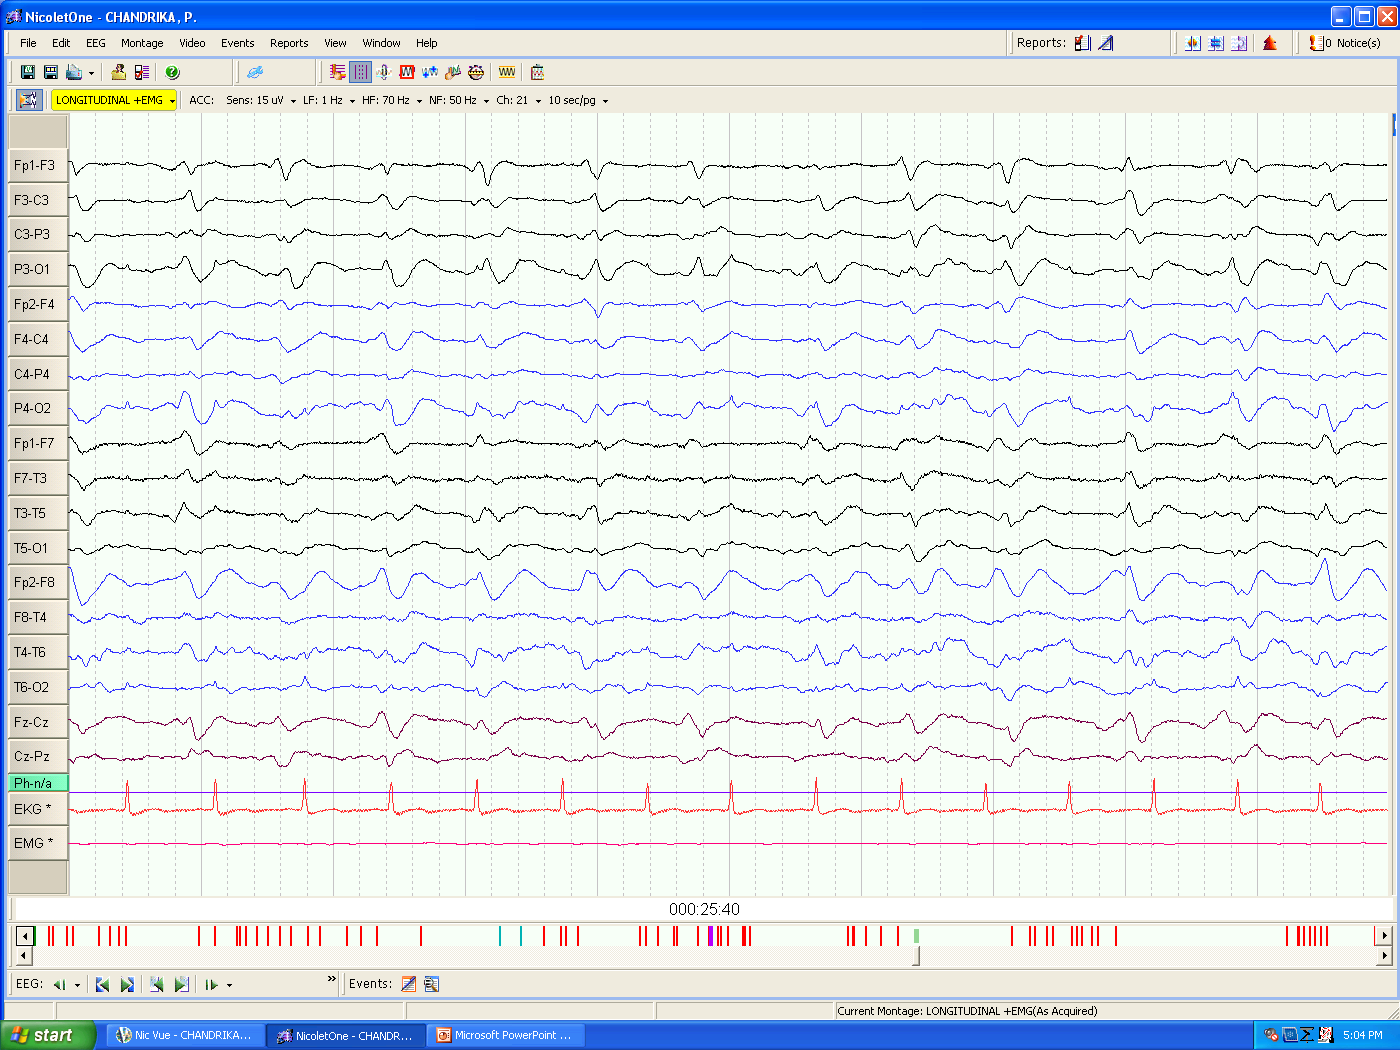 NicoletOne - CHANDRIKA, P.
File Edit EEG Montage Video Events Reports View Window Help
Reports: 0 Notice(s)
LONGITUDINAL +EMG ACC: Sens: 15 uV LF: 1 Hz HF: 70 Hz NF: 50 Hz Ch: 21 10 sec/pg
Fp1-F3
F3-C3
C3-P3
P3-O1
Fp2-F4
F4-C4
C4-P4
P4-O2
Fp1-F7
F7-T3
T3-T5
T5-O1
Fp2-F8
F8-T4
T4-T6
T6-O2
Fz-Cz
Cz-Pz
Ph-n/a
EKG *
EMG *
000:25:40
EEG: » Events:
Current Montage: LONGITUDINAL +EMG(As Acquired)
start Nic Vue - CHANDRIKA... NicoletOne - CHANDR... Microsoft PowerPoint ... 5:04 PM